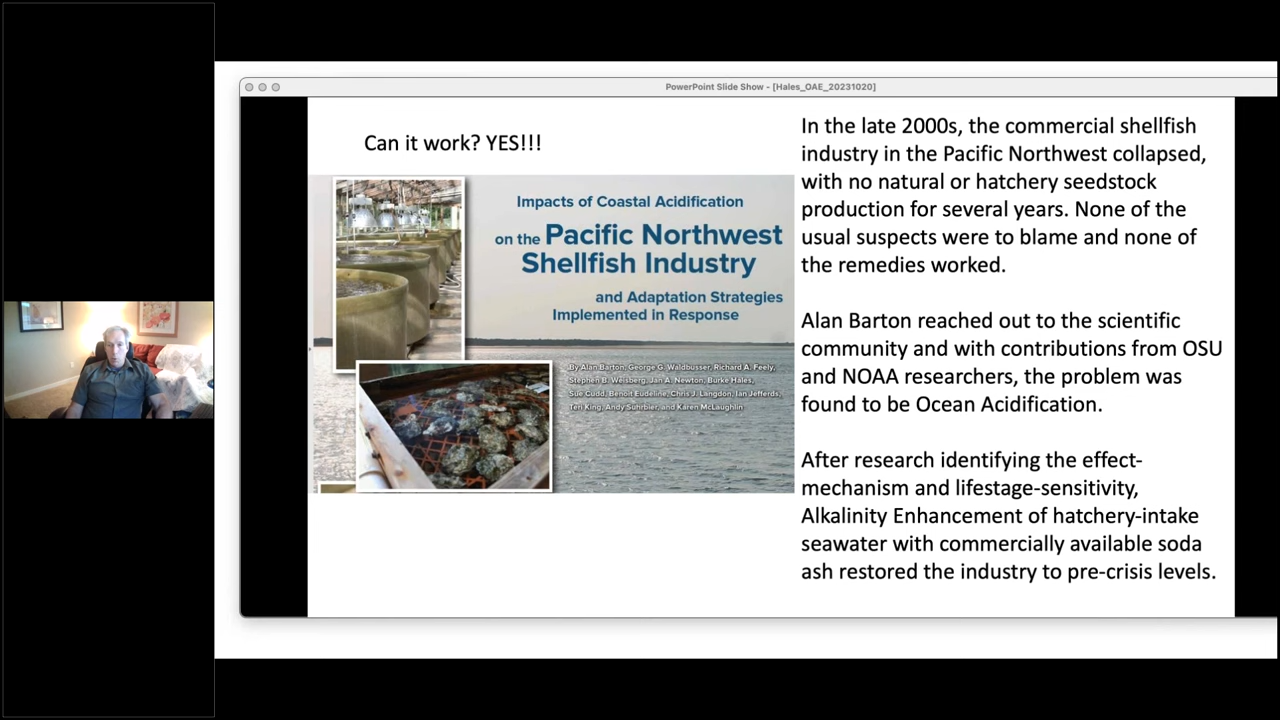 PowerPoint Slide Show - [Hales_OAE_20231020]
Can it work? YES!!!
Impacts of Coastal Acidification
on the Pacific Northwest
Shellfish Industry
and Adaptation Strategies
Implemented in Response
By Alan Barton, George G. Waldbusser, Richard A. Feely,
Stephen B. Weisberg, Jan A. Newton, Burke Hales,
Sue Cudd, Benoit Eudeline, Chris J. Langdon, Ian Jefferds,
Teri King, Andy Suhrbier, and Karen McLaughlin
In the late 2000s, the commercial shellfish
industry in the Pacific Northwest collapsed,
with no natural or hatchery seedstock
production for several years. None of the
usual suspects were to blame and none of
the remedies worked.
Alan Barton reached out to the scientific
community and with contributions from OSU
and NOAA researchers, the problem was
found to be Ocean Acidification.
After research identifying the effect-
mechanism and lifestage-sensitivity,
Alkalinity Enhancement of hatchery-intake
seawater with commercially available soda
ash restored the industry to pre-crisis levels.